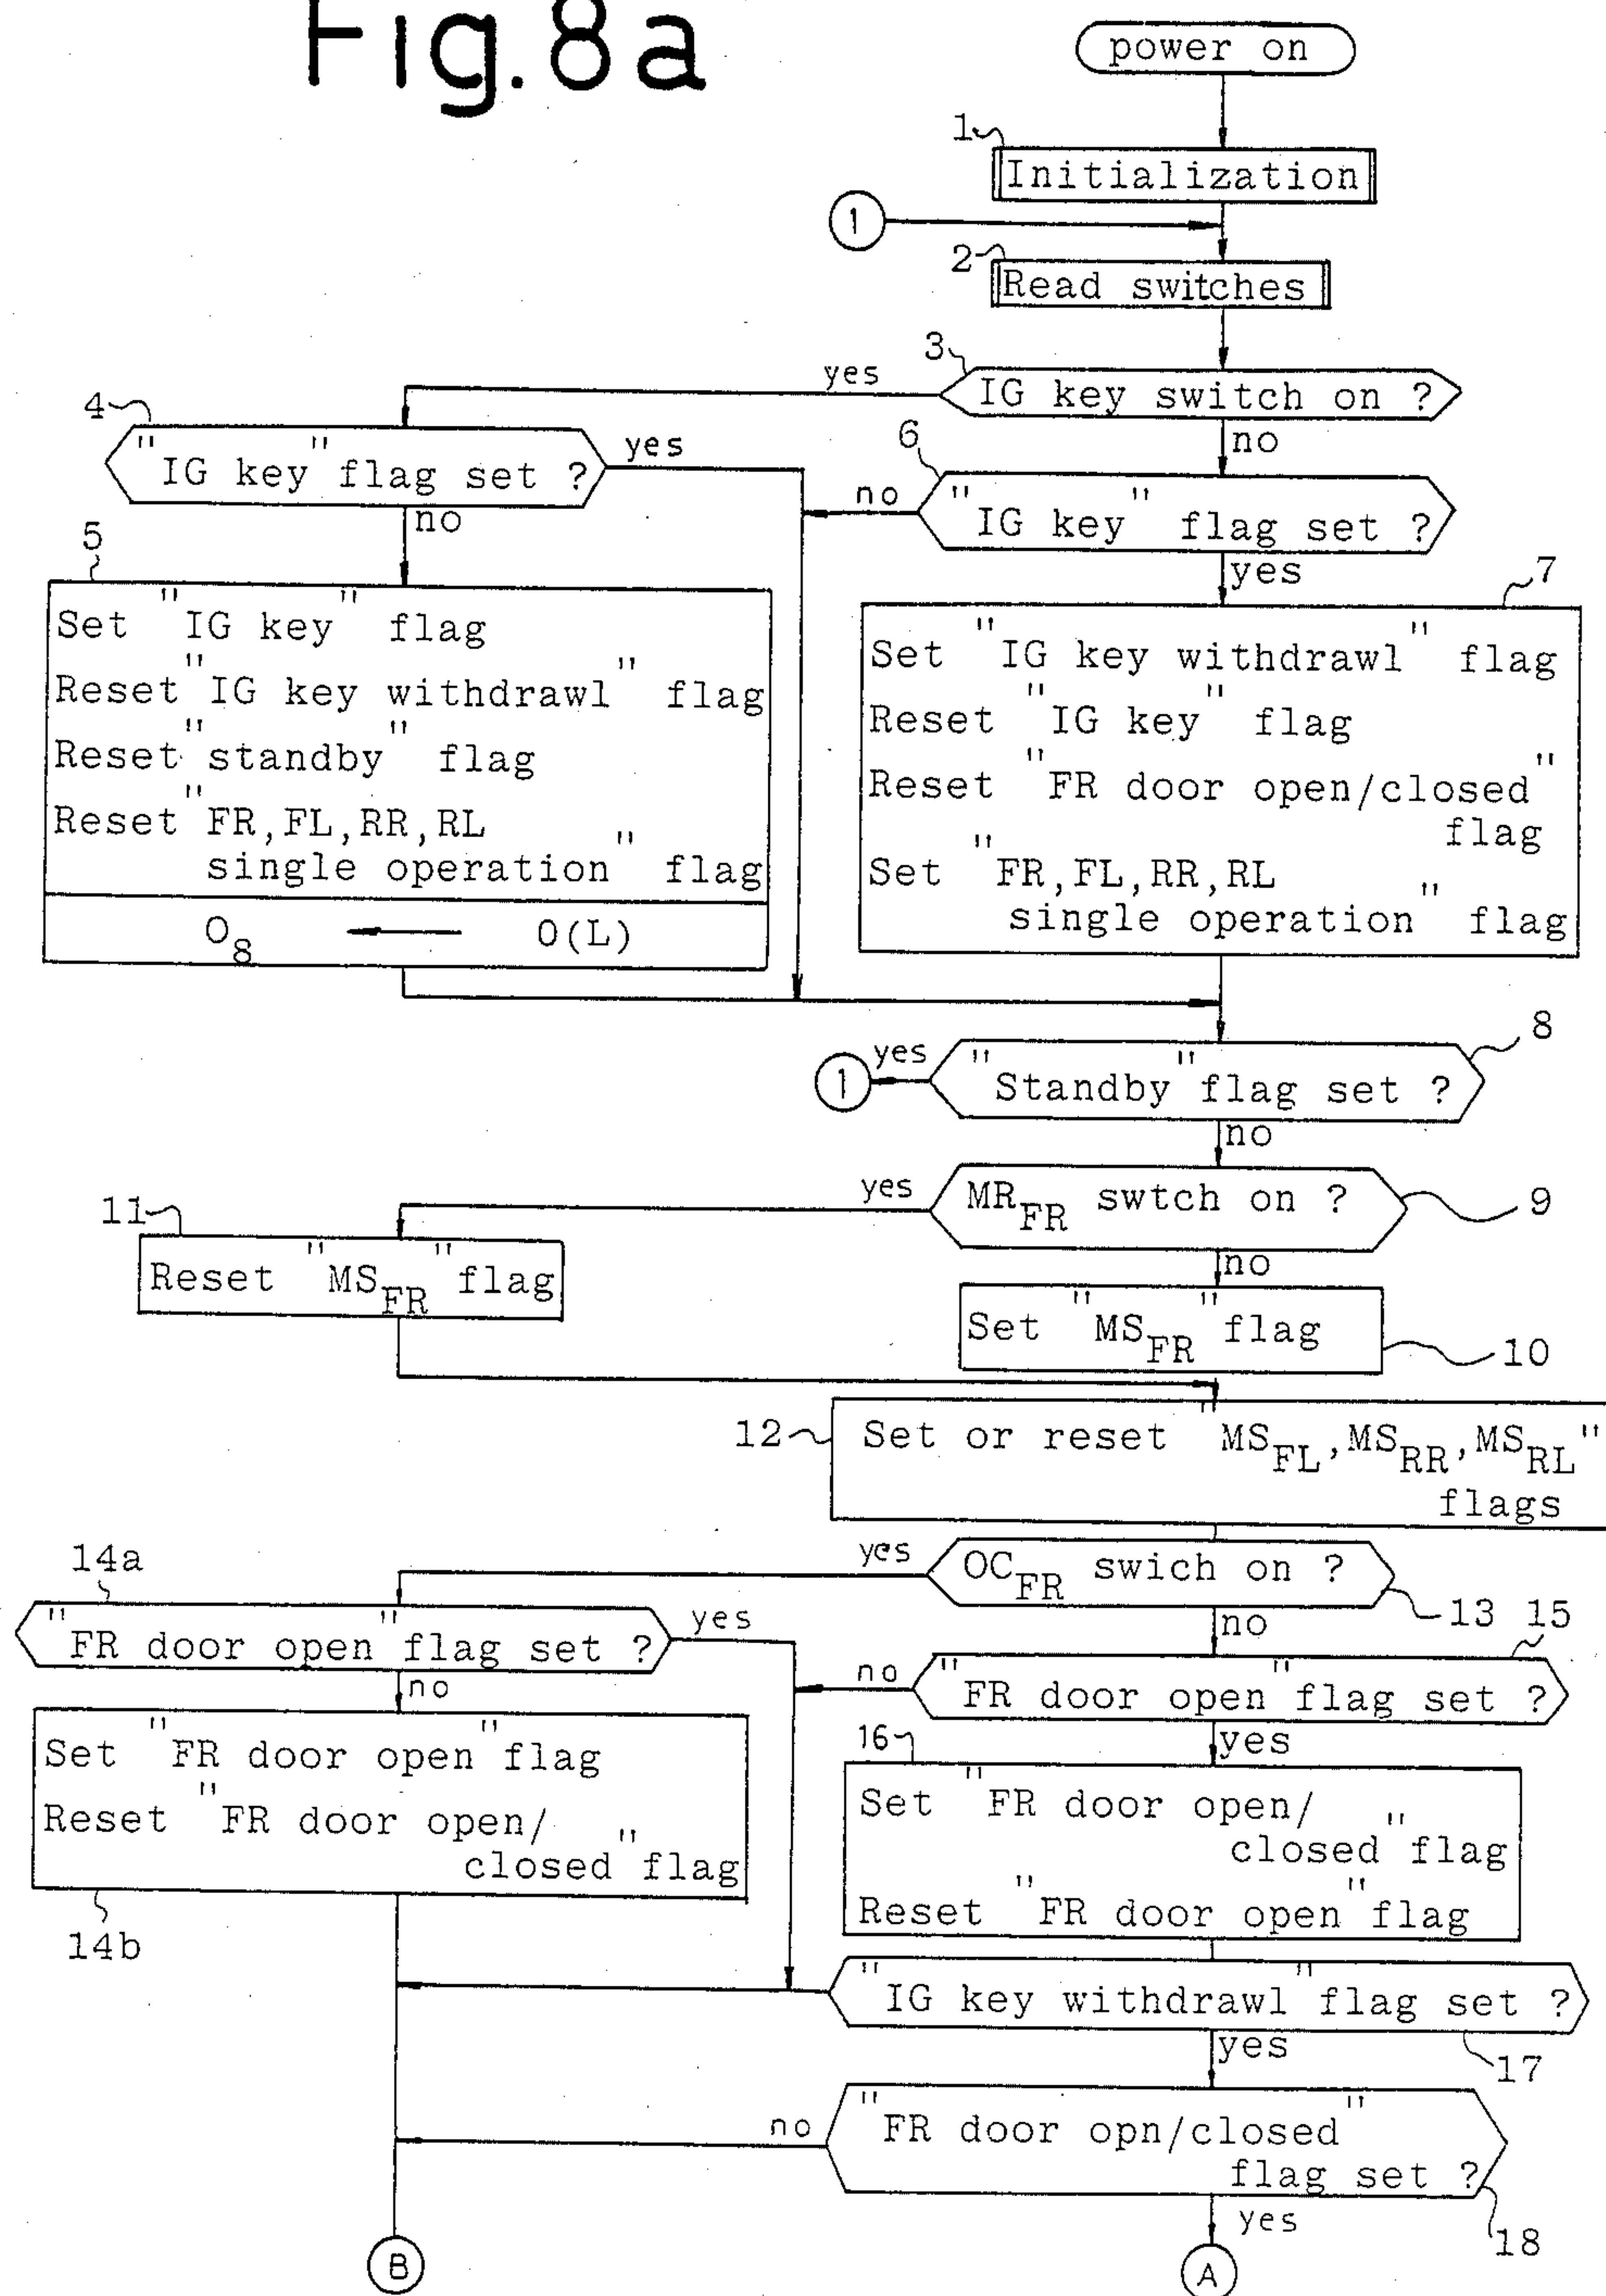 Fig.8a
power on
1
Initialization
1
2
Read switches
3
IG key switch on ?
yes
no
4
"IG key" flag set ?
yes
no
6
"IG key" flag set ?
no
yes
5
Set "IG key" flag
Reset "IG key withdrawl" flag
Reset "standby" flag
Reset "FR,FL,RR,RL
single operation" flag
O8 ← 0(L)
7
Set "IG key withdrawl" flag
Reset "IG key" flag
Reset "FR door open/closed"
flag
Set "FR,FL,RR,RL
single operation" flag
8
"Standby" flag set ?
yes
1
no
9
MRFR swtch on ?
yes
no
11
Reset "MSFR" flag
Set "MSFR" flag
10
12
Set or reset "MSFL,MSRR,MSRL"
flags
OCFR swich on ?
yes
13
no
14a
"FR door open" flag set ?
yes
no
15
"FR door open" flag set ?
no
yes
Set "FR door open" flag
Reset "FR door open/
closed" flag
14b
16
Set "FR door open/
closed" flag
Reset "FR door open" flag
"IG key withdrawl" flag set ?
17
yes
"FR door opn/closed"
flag set ?
no
18
yes
B
A